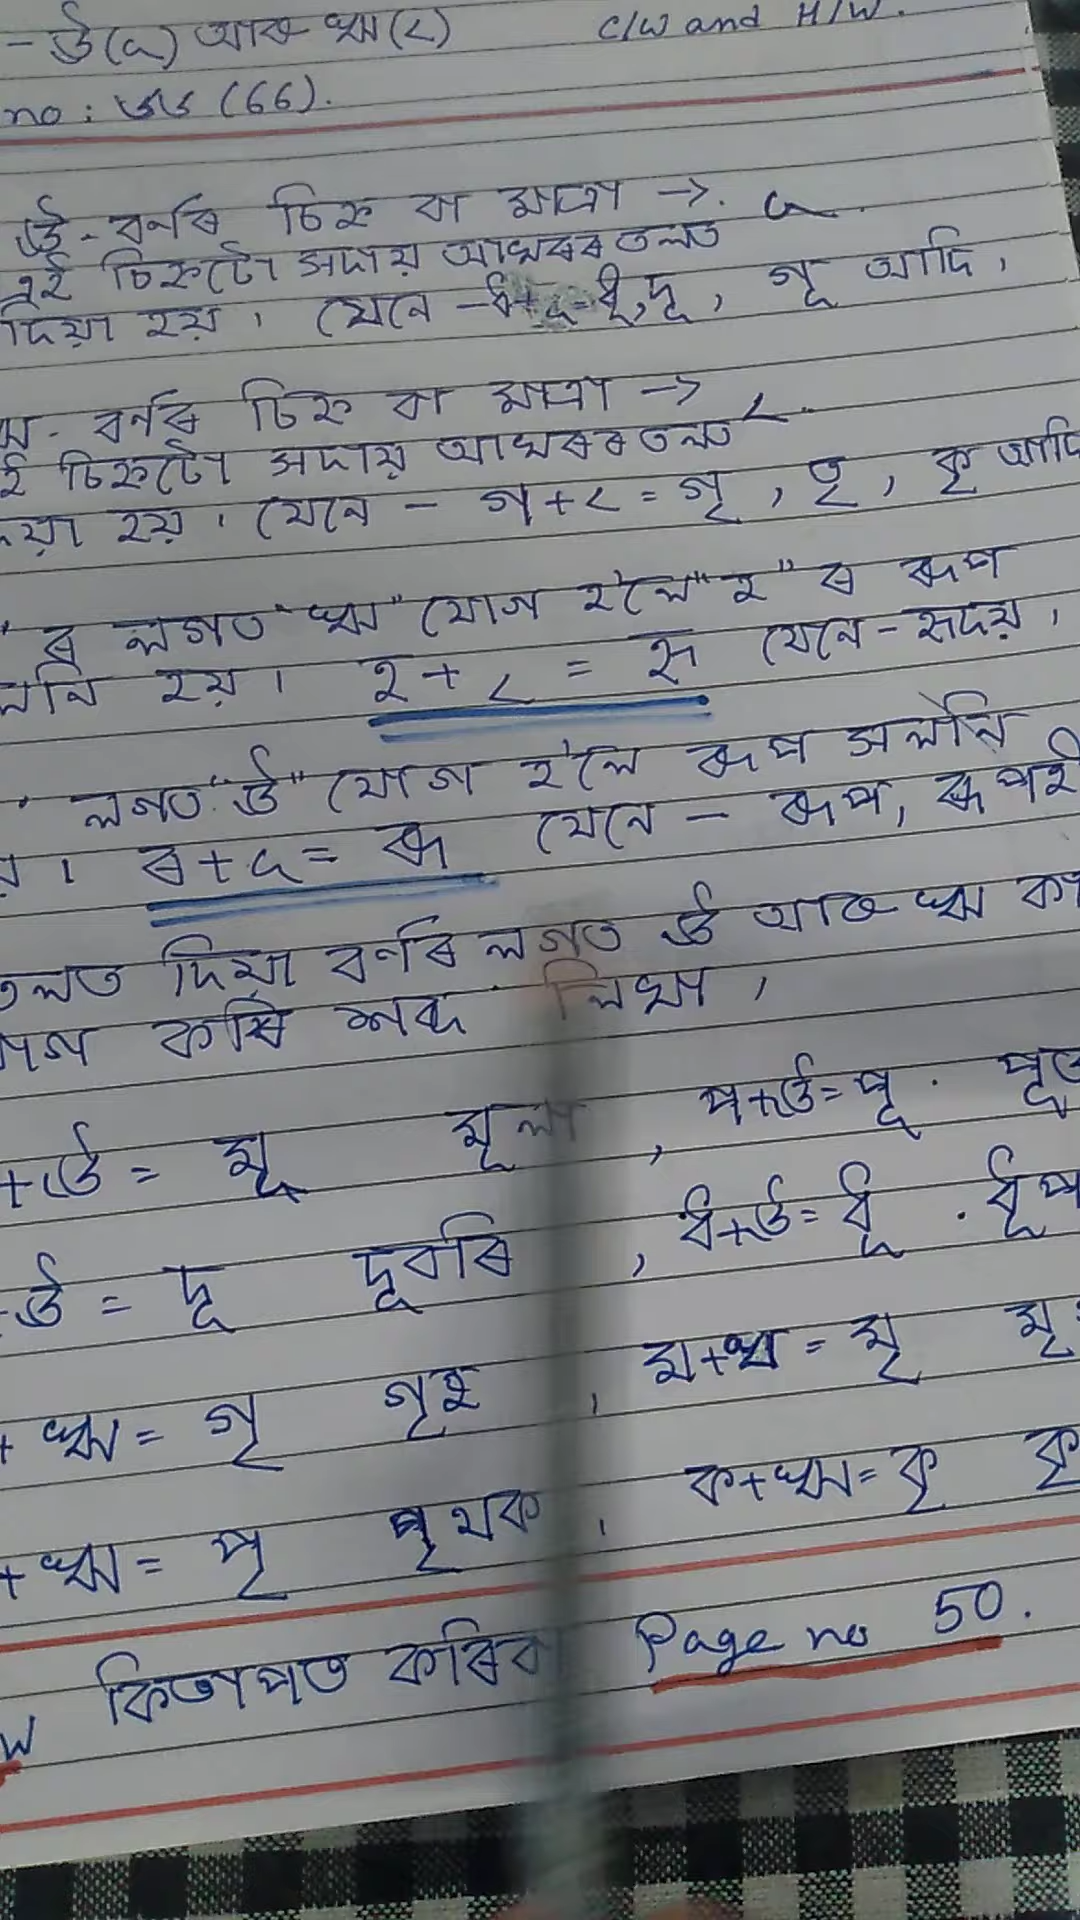 - ঊ(ূ) আৰু ঋ(ৃ) C/W and H/W.
no : ৬৬ (66).
ঊ - বৰ্ণৰ চিহ্ন বা মাত্ৰা → ূ
এই চিহ্নটো সদায় আখৰৰ তলত
দিয়া হয়। যেনে -ধ+ূ=ধূ, দূ, গূ আদি।
ঋ - বৰ্ণৰ চিহ্ন বা মাত্ৰা → ৃ.
ই চিহ্নটো সদায় আখৰৰ তলত
য়া হয়। যেনে - গ+ৃ = গৃ, তৃ, কৃ আদি
" ৰ লগত "ঋ" যোগ হ'লে "হ" ৰ ৰূপ
লনি হয়। হ+ৃ = হৃ যেনে - হৃদয়।
' লগত "ঊ" যোগ হ'লে ৰূপ সলনি
য়। ৰ+ূ= ৰূ যেনে - ৰূপ, ৰূপহী
তলত দিয়া বৰ্ণৰ লগত ঊ আৰু ঋ কা
যোগ কৰি শব্দ লিখা।
+ঊ = মূ মূলা , প+ঊ=পূ . পূজ
+ঊ = দূ দূবৰি , ধ+ঊ= ধূ . ধূপ
+ ঋ = গৃ গৃহ , ম+ঋ = মৃ মৃ
+ ঋ = পৃ পৃথক , ক+ঋ= কৃ কৃ
W কিতাপত কৰিবা Page no 50.